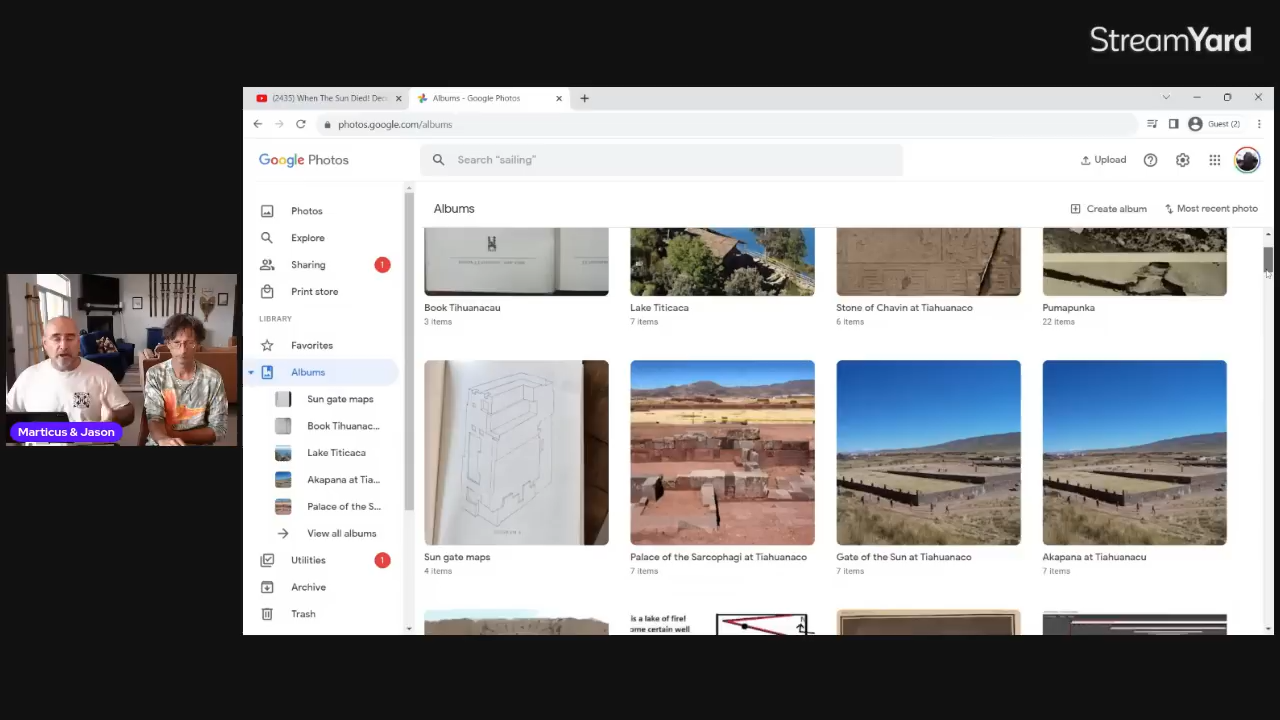 StreamYard
(2435) When The Sun Died! Dec
Albums - Google Photos
photos.google.com/albums
Guest (2)
Google Photos
Search "sailing"
Upload
Photos
Explore
Sharing
1
Print store
LIBRARY
Favorites
Albums
Sun gate maps
Book Tihuanac...
Lake Titicaca
Akapana at Tia...
Palace of the S...
View all albums
Utilities
1
Archive
Trash
Albums
Create album
Most recent photo
Book Tihuanacau
3 items
Lake Titicaca
7 items
Stone of Chavin at Tiahuanaco
6 items
Pumapunka
22 items
Sun gate maps
4 items
Palace of the Sarcophagi at Tiahuanaco
7 items
Gate of the Sun at Tiahuanaco
7 items
Akapana at Tiahuanacu
7 items
is a lake of fire!
ome certain well
Marticus & Jason